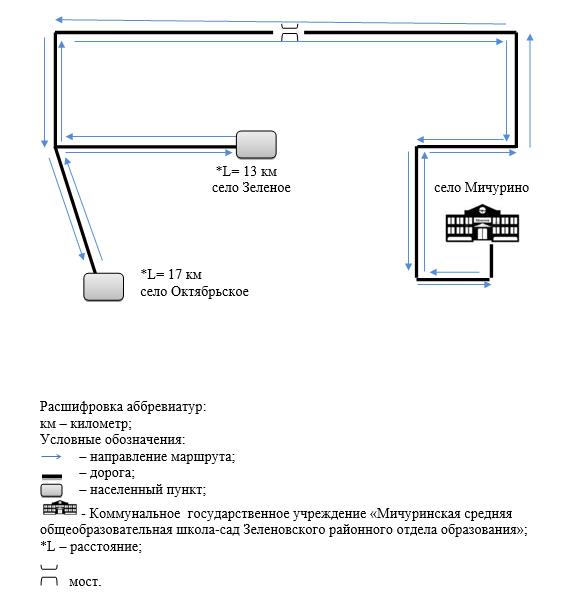 *L= 13 км
село Зеленое
село Мичурино
*L= 17 км
село Октябрьское
Расшифровка аббревиатур:
км – километр;
Условные обозначения:
– направление маршрута;
– дорога;
– населенный пункт;
- Коммунальное государственное учреждение «Мичуринская средняя
общеобразовательная школа-сад Зеленовского районного отдела образования»;
*L – расстояние;
мост.